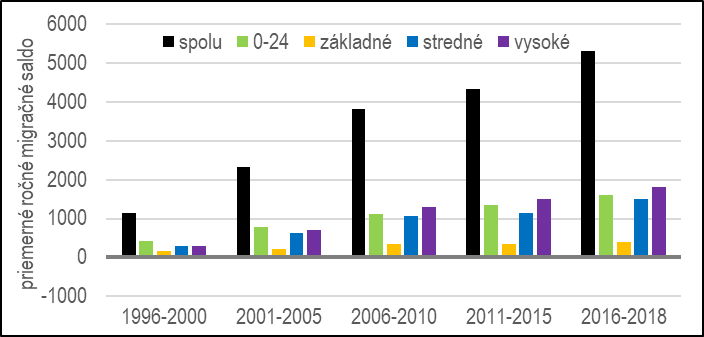 priemerné ročné migračné saldo
6000
5000
4000
3000
2000
1000
0
-1000
spolu 0-24 základné stredné vysoké
1996-2000 2001-2005 2006-2010 2011-2015 2016-2018